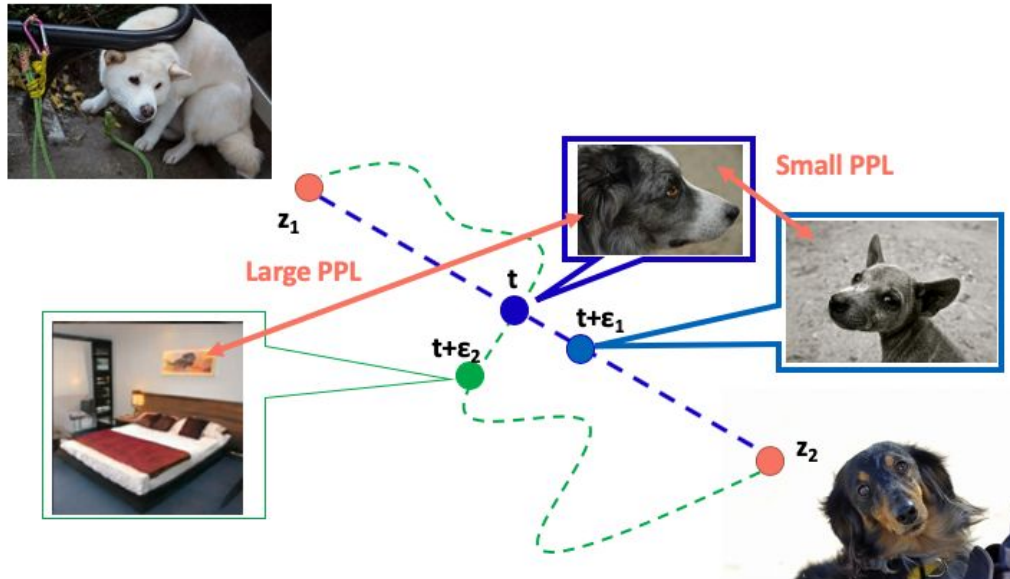 Small PPL
z₁
Large PPL
t
t+ε₁
t+ε₂
z₂